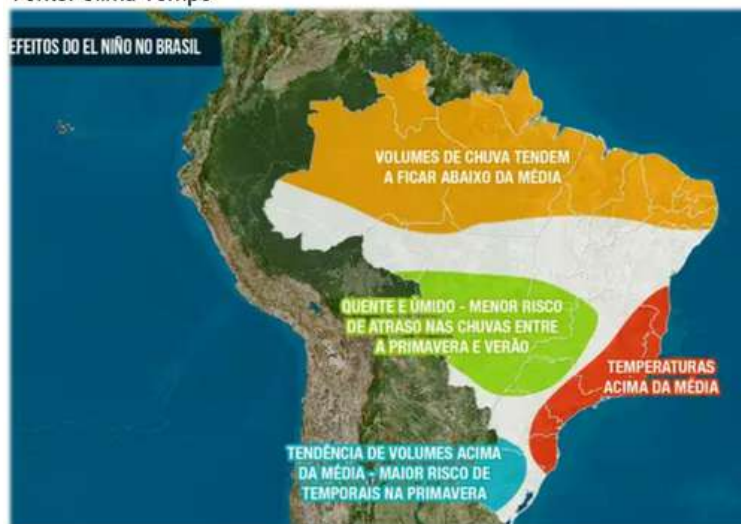 EFEITOS DO EL NIÑO NO BRASIL
VOLUMES DE CHUVA TENDEM
A FICAR ABAIXO DA MÉDIA
QUENTE E ÚMIDO - MENOR RISCO
DE ATRASO NAS CHUVAS ENTRE
A PRIMAVERA E VERÃO
TEMPERATURAS
ACIMA DA MÉDIA
TENDÊNCIA DE VOLUMES ACIMA
DA MÉDIA - MAIOR RISCO DE
TEMPORAIS NA PRIMAVERA